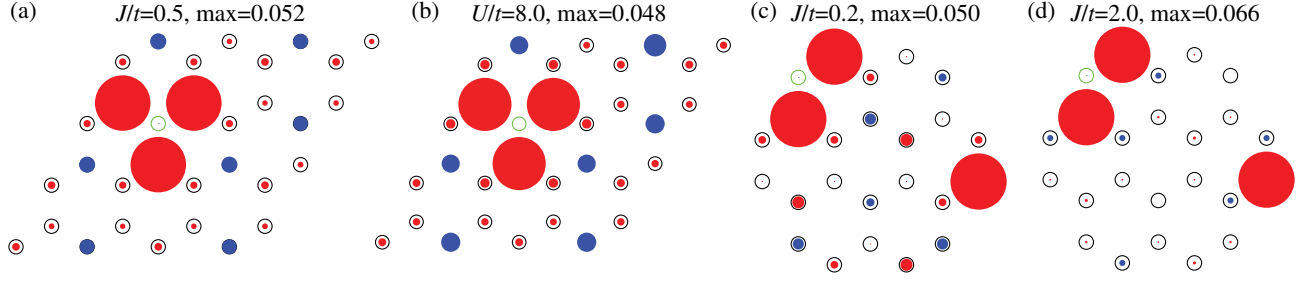 (a) J/t=0.5, max=0.052
(b) U/t=8.0, max=0.048
(c) J/t=0.2, max=0.050
(d) J/t=2.0, max=0.066